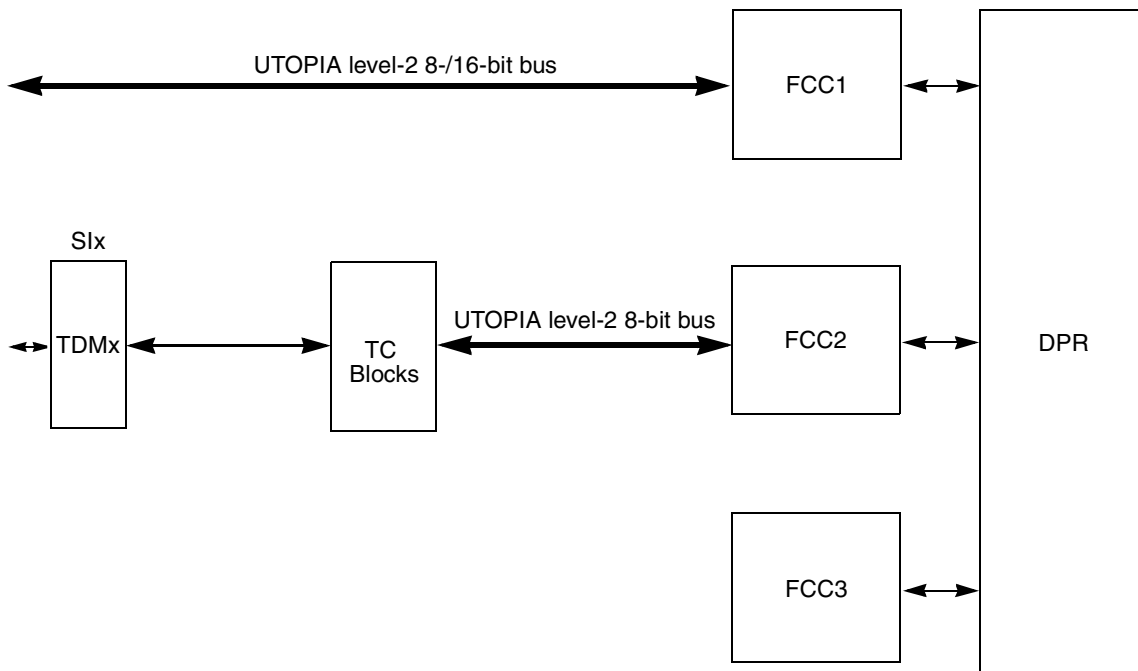 UTOPIA level-2 8-/16-bit bus
FCC1
SIx
TDMx
TC
Blocks
UTOPIA level-2 8-bit bus
FCC2
DPR
FCC3